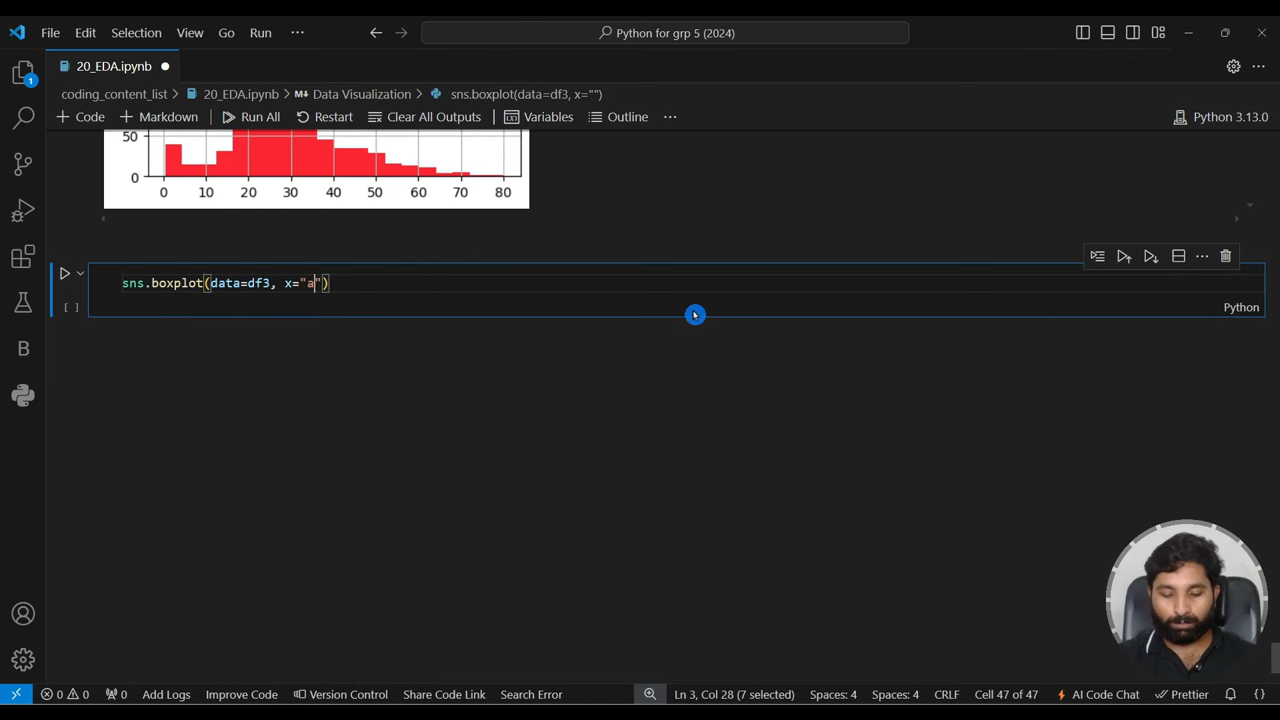 File Edit Selection View Go Run ··· Python for grp 5 (2024)
20_EDA.ipynb
coding_content_list > 20_EDA.ipynb > Data Visualization > sns.boxplot(data=df3, x="")
+ Code + Markdown Run All Restart Clear All Outputs Variables Outline ··· Python 3.13.0
50
0
0 10 20 30 40 50 60 70 80
sns.boxplot(data=df3, x="a")
[ ] Python
1
B
0 0 0 Add Logs Improve Code Version Control Share Code Link Search Error Ln 3, Col 28 (7 selected) Spaces: 4 Spaces: 4 CRLF Cell 47 of 47 AI Code Chat Prettier {}